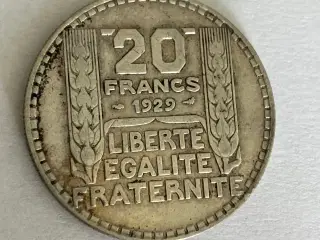 20
FRANCS
1929
LIBERTE
EGALITE
FRATERNITE